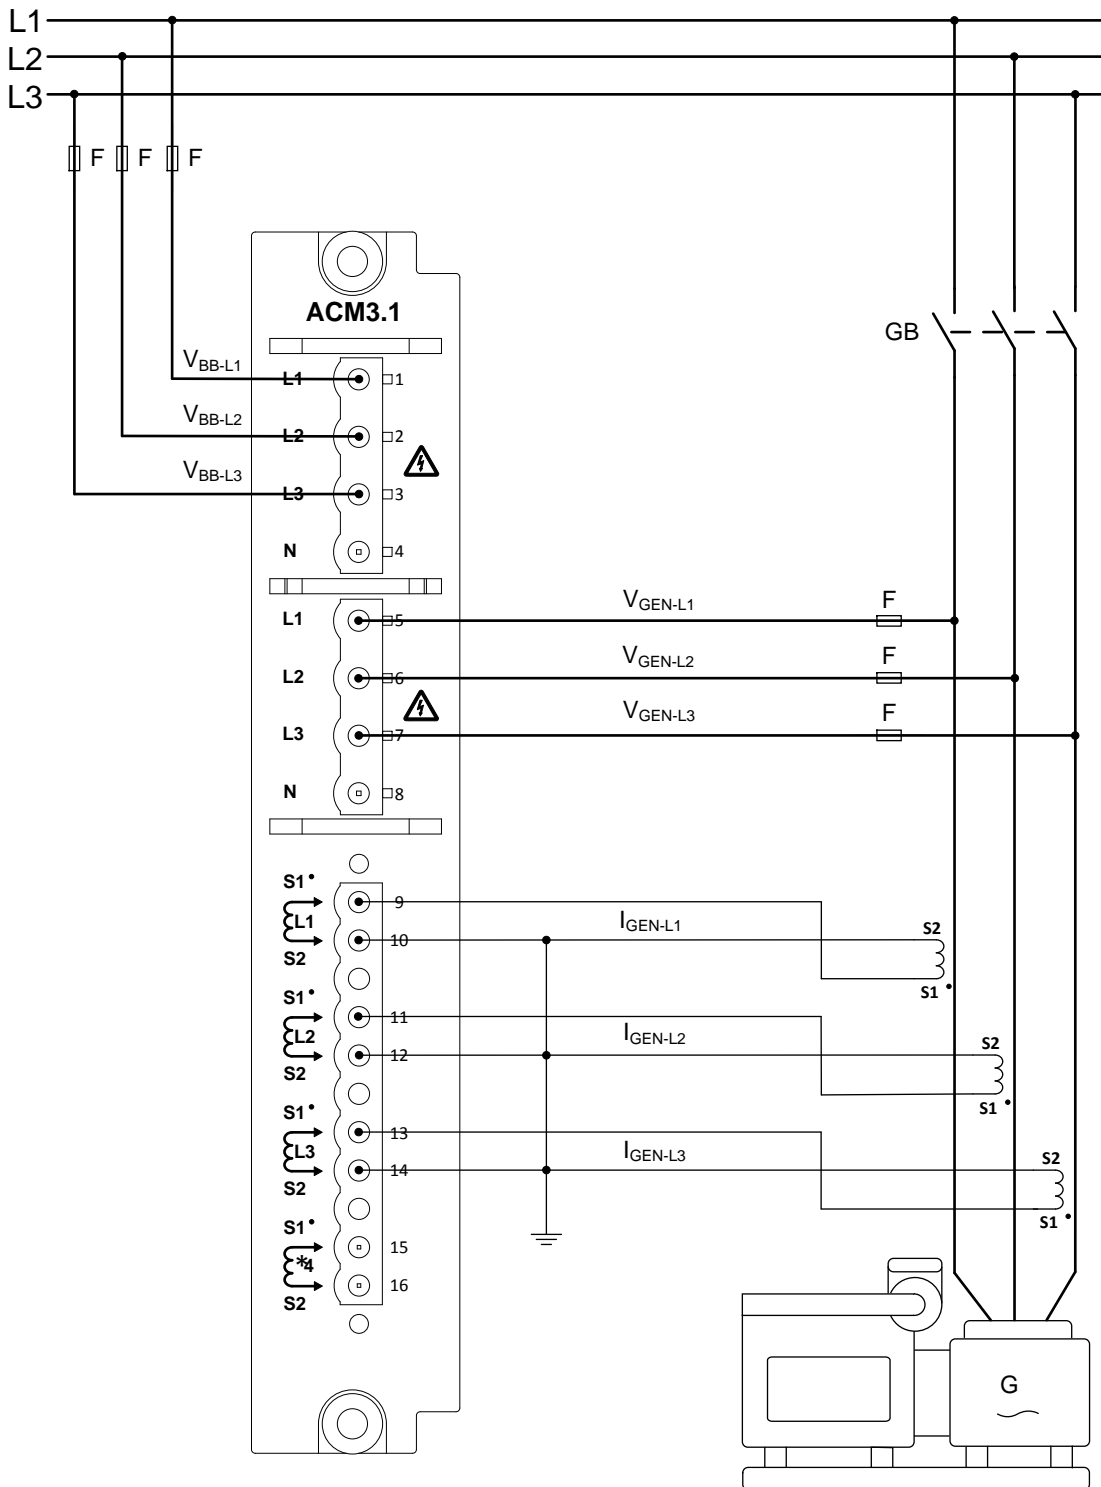 L1
L2
L3
F F F
ACM3.1
GB
V_BB-L1
L1 1
V_BB-L2
L2 2
V_BB-L3
L3 3
N 4
V_GEN-L1 F
L1 5
V_GEN-L2 F
L2 6
V_GEN-L3 F
L3 7
N 8
S1•
9
I_GEN-L1
L1
S2
10
S2
S1•
S1•
11
I_GEN-L2
L2
S2
12
S2
S1•
S1•
13
I_GEN-L3
L3
S2
14
S2
S1•
S1•
15
*4
16
S2
G